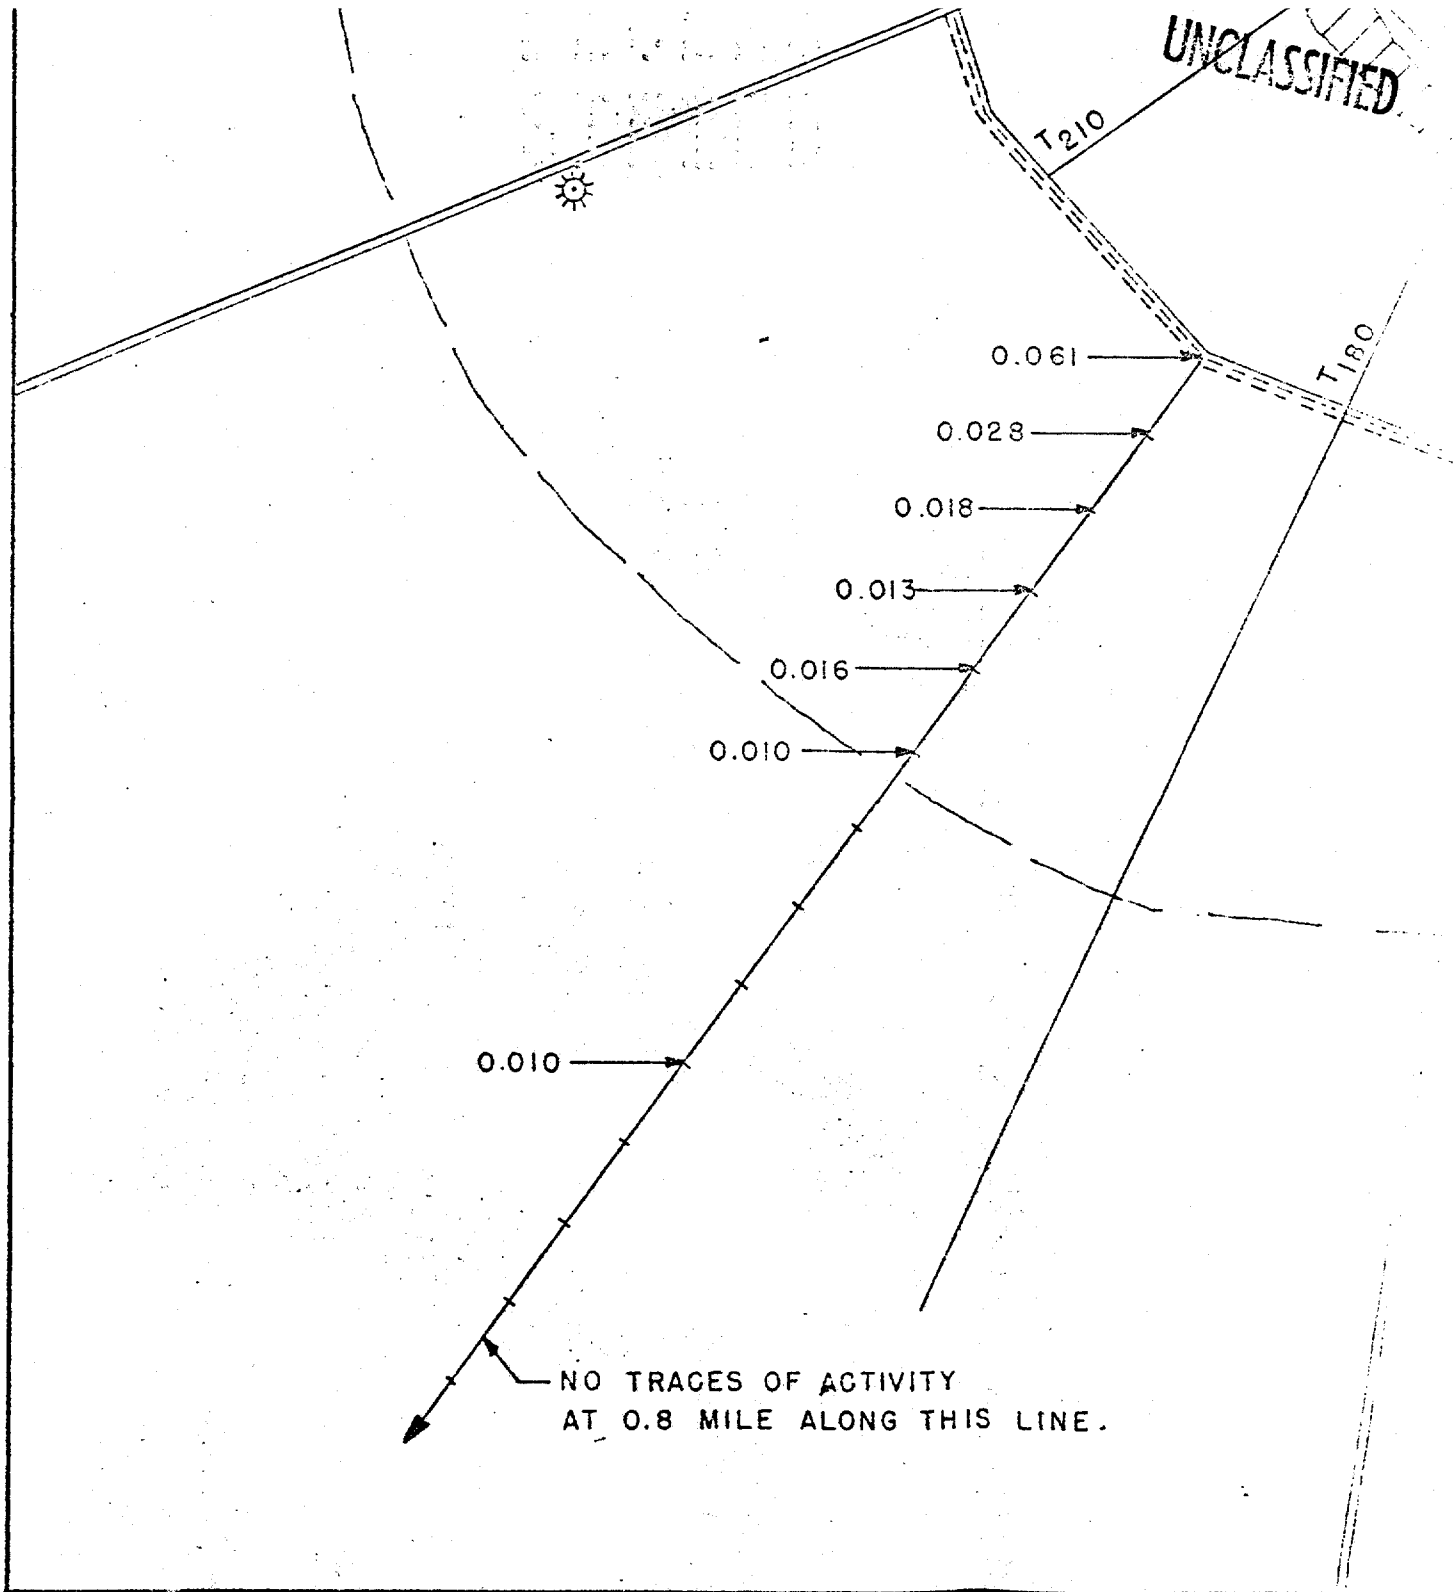 UNCLASSIFIED
T210
T180
0.061
0.028
0.018
0.013
0.016
0.010
0.010
NO TRACES OF ACTIVITY
AT 0.8 MILE ALONG THIS LINE.